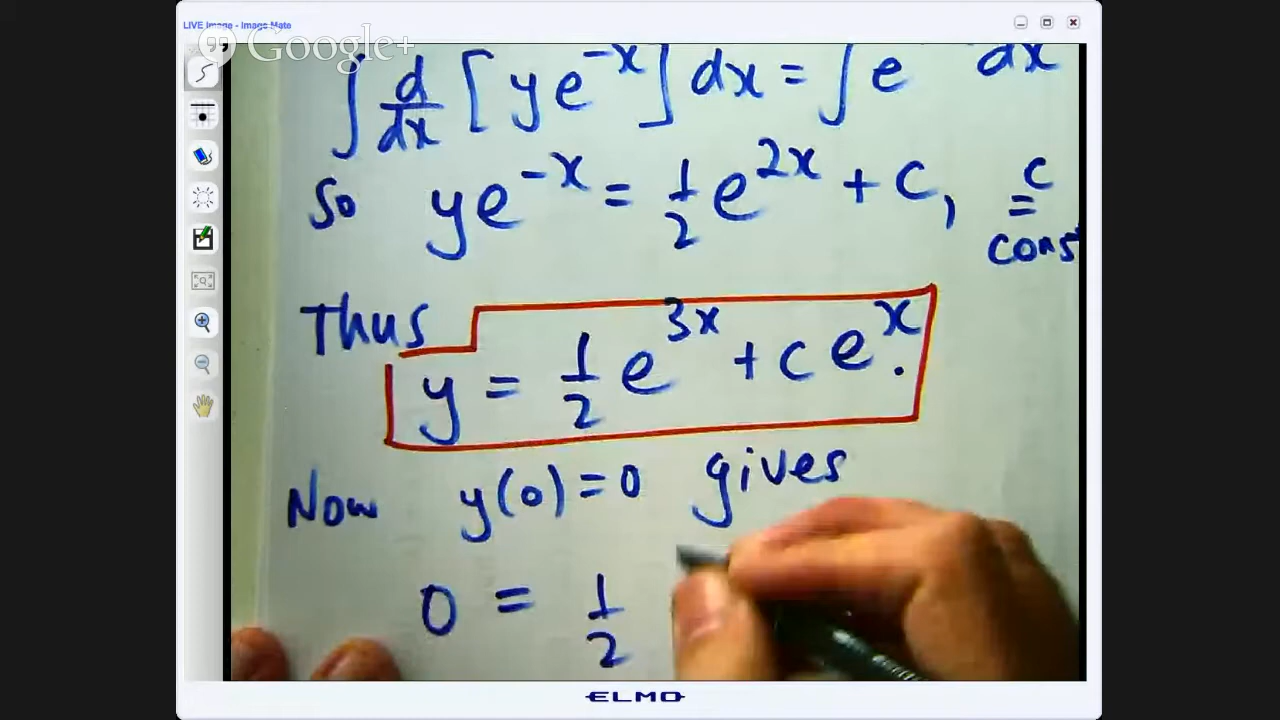 LIVE Image - Image Mate
Google+
∫ d/dx [ye^{-x}] dx = ∫ e dx
So ye^{-x} = 1/2 e^{2x} + C, C = const
Thus
y = 1/2 e^{3x} + c e^x.
Now y(0) = 0 gives
0 = 1/2
ELMO